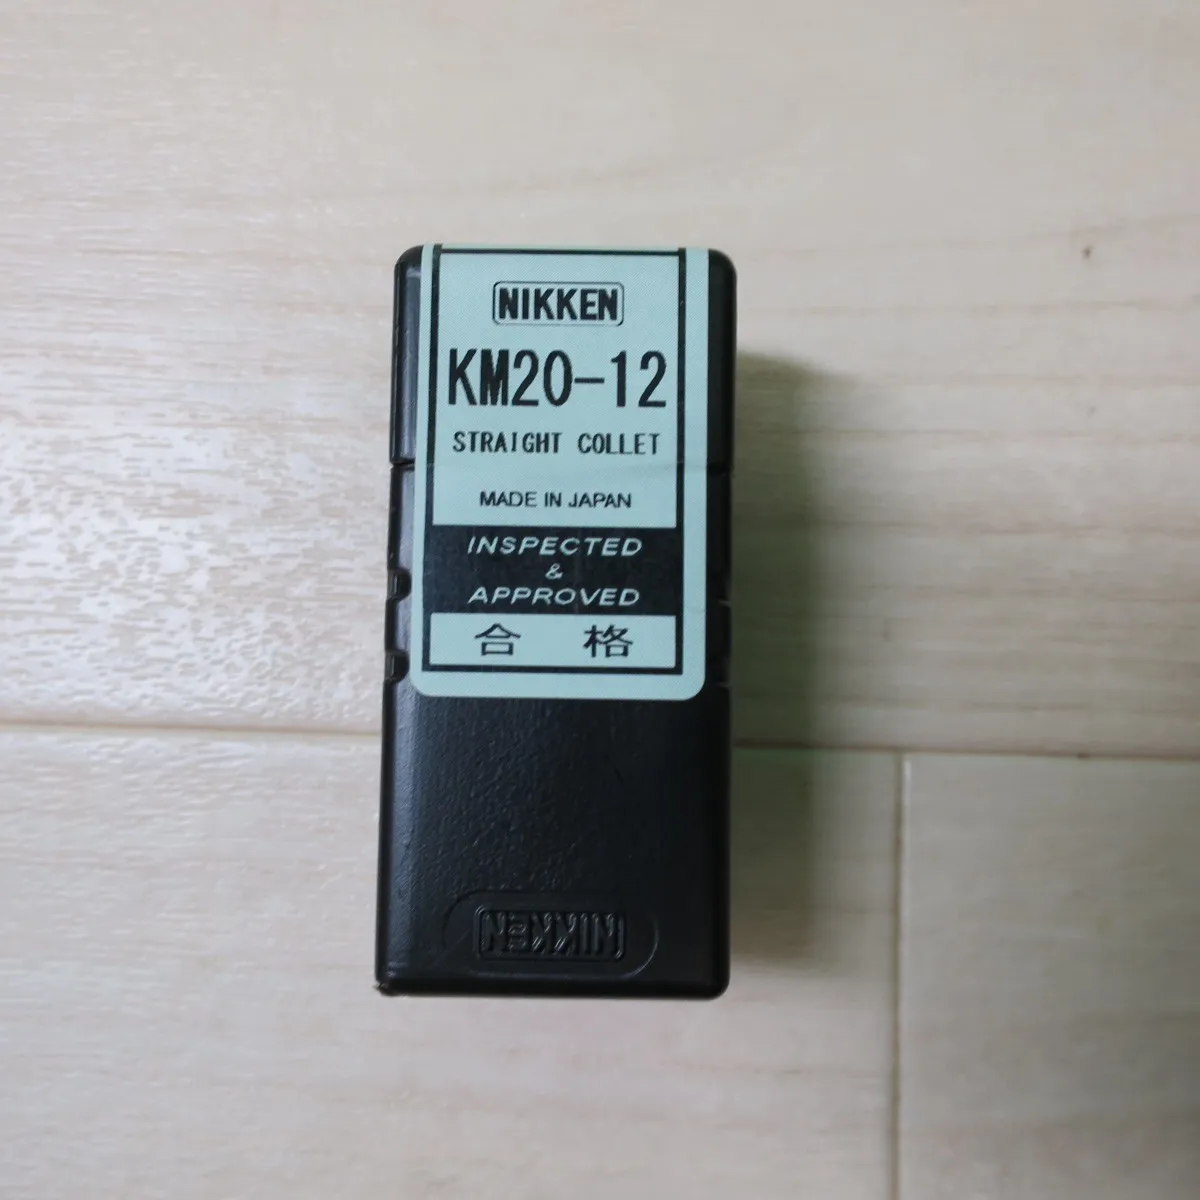 NIKKEN
KM20-12
STRAIGHT COLLET
MADE IN JAPAN
INSPECTED
&
APPROVED
合 格
NIKKEN